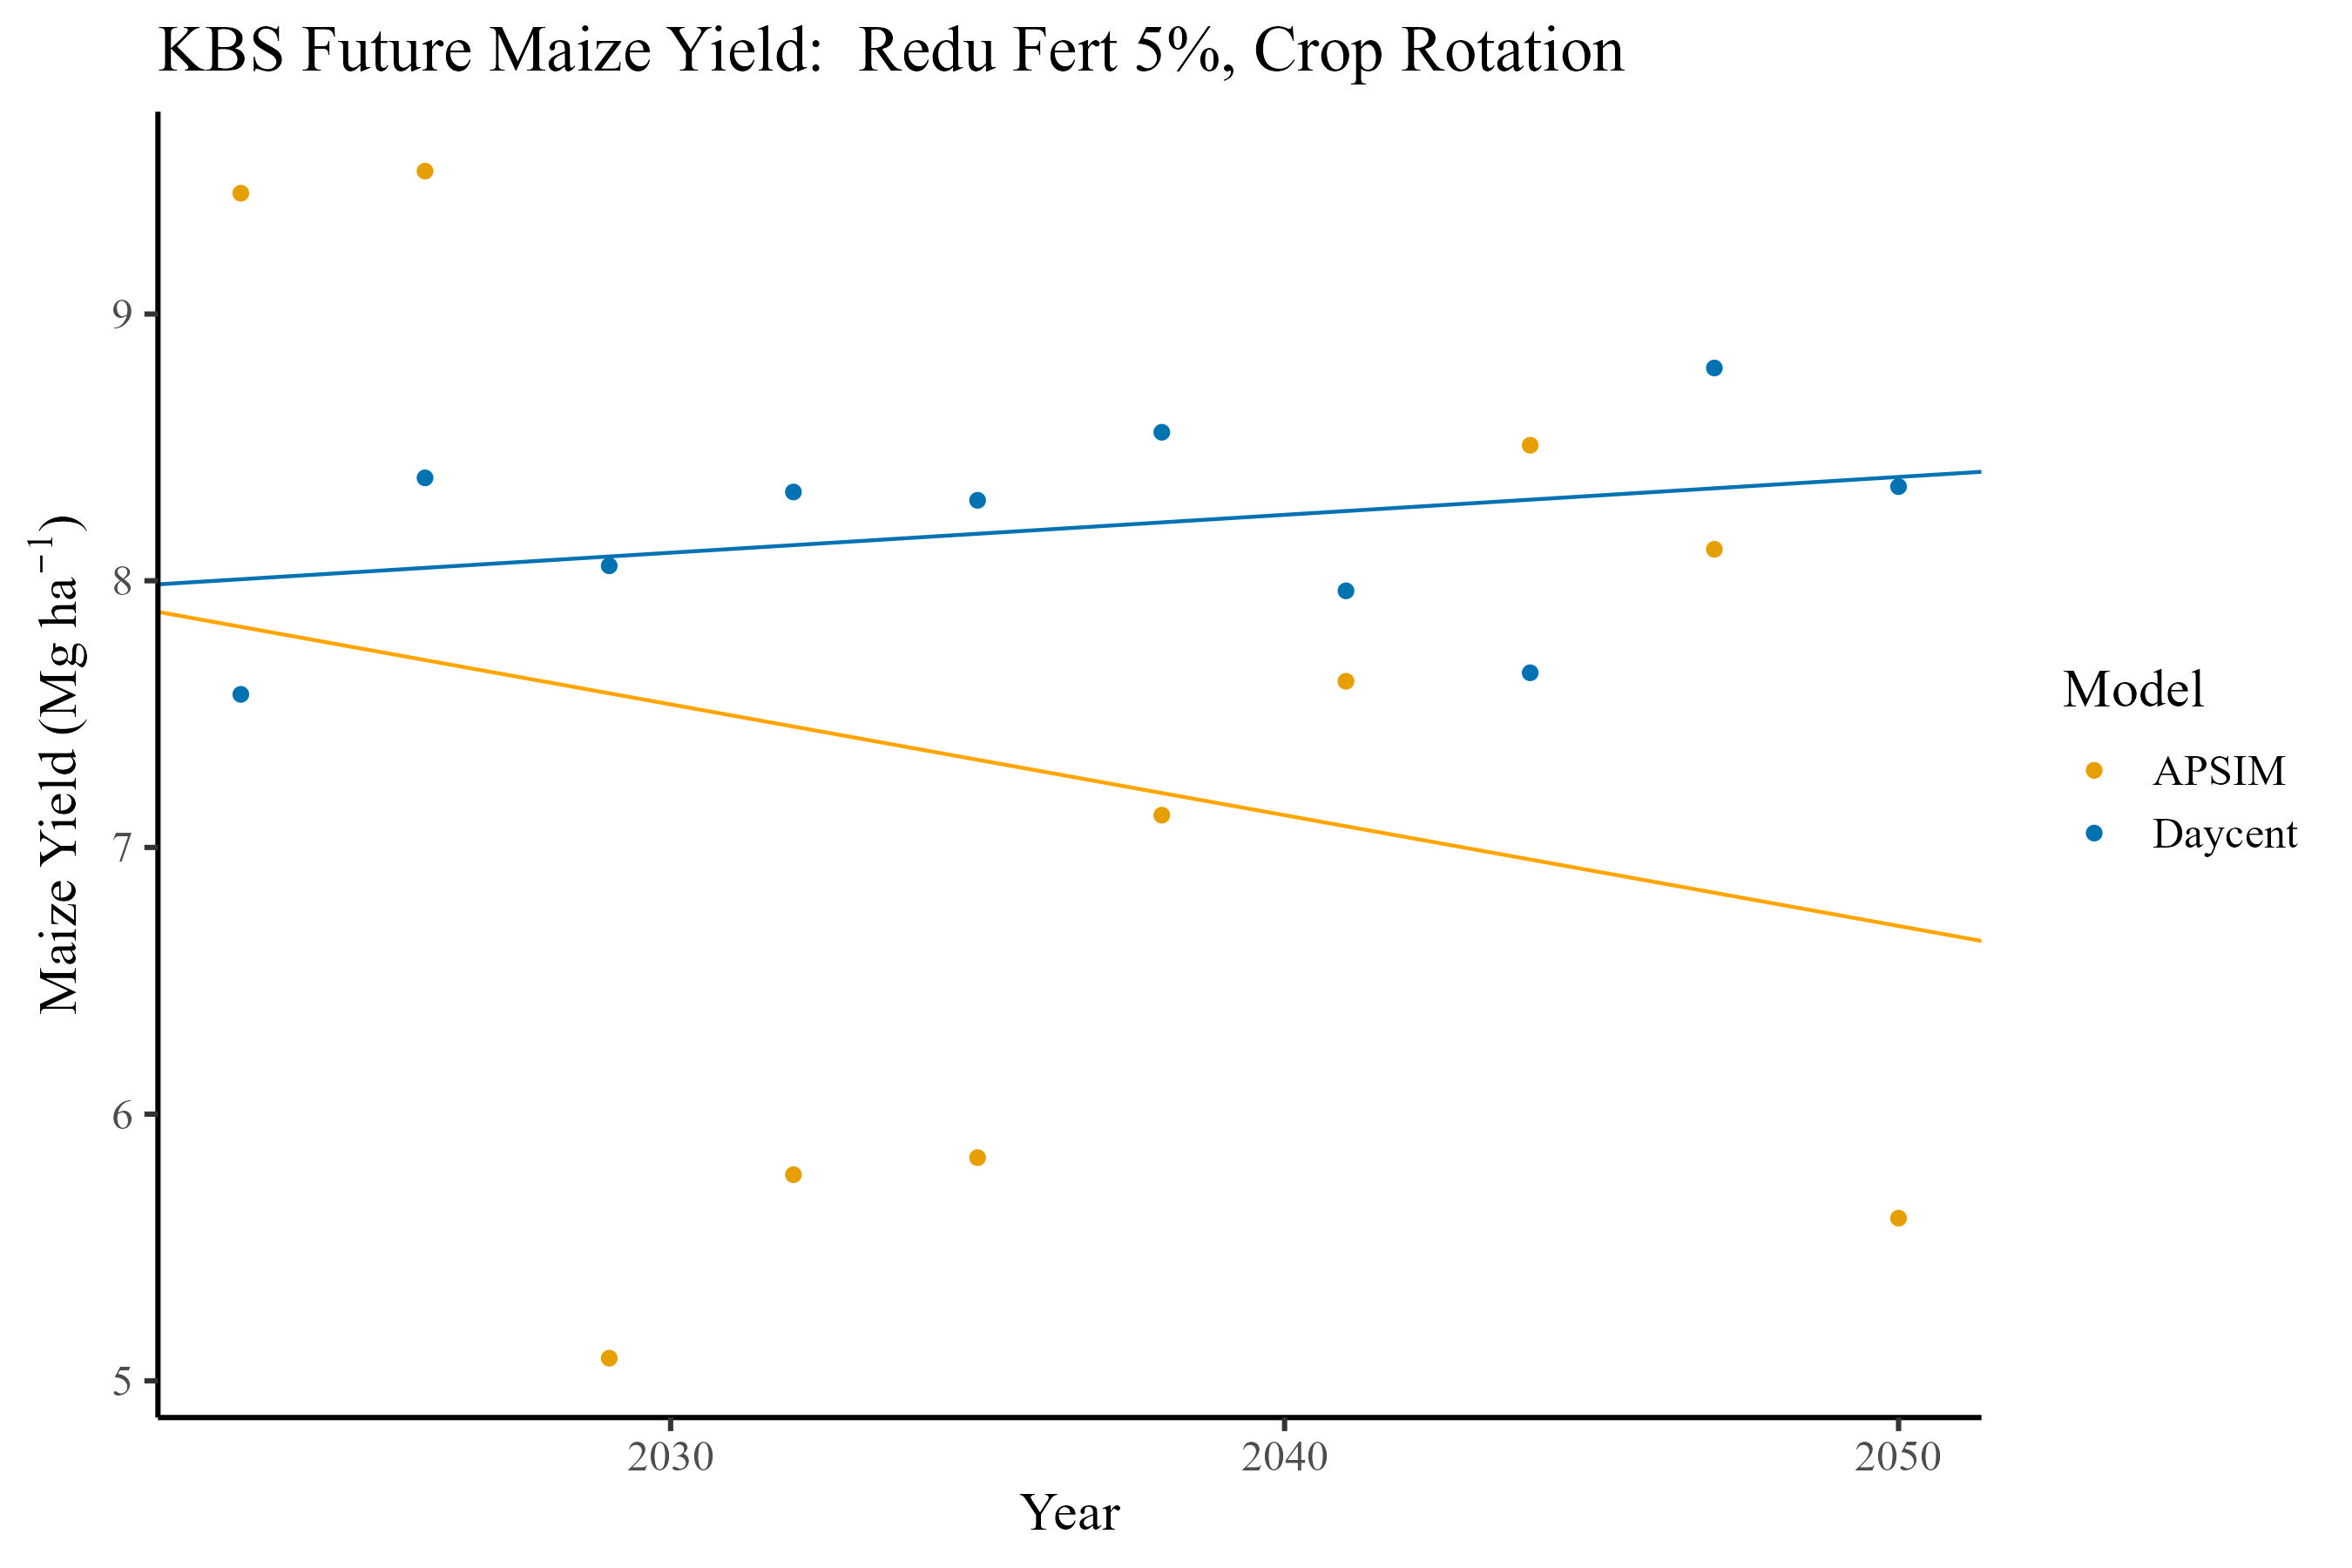 KBS Future Maize Yield:  Redu Fert 5%, Crop Rotation
Maize Yield (Mg ha⁻¹)
9
8
7
6
5
2030
2040
2050
Year
Model
APSIM
Daycent